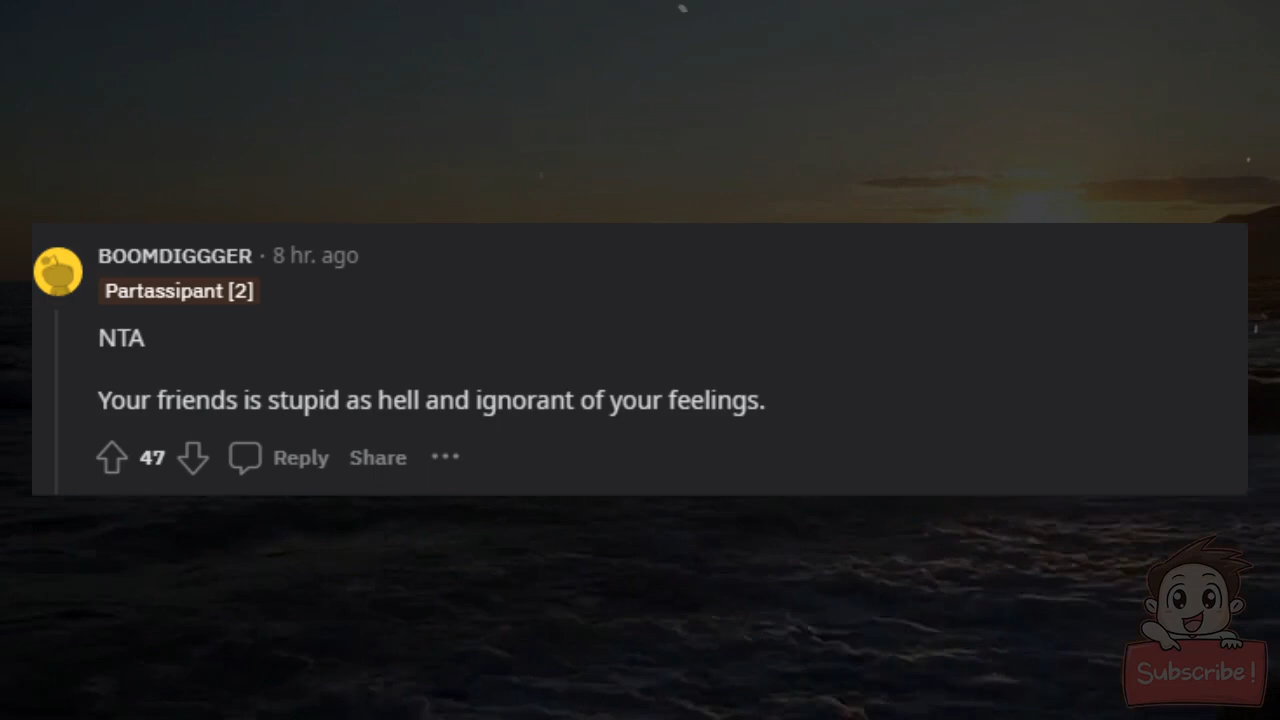 BOOMDIGGGER · 8 hr. ago
Partassipant [2]
NTA
Your friends is stupid as hell and ignorant of your feelings.
47 Reply Share ···
Subscribe!